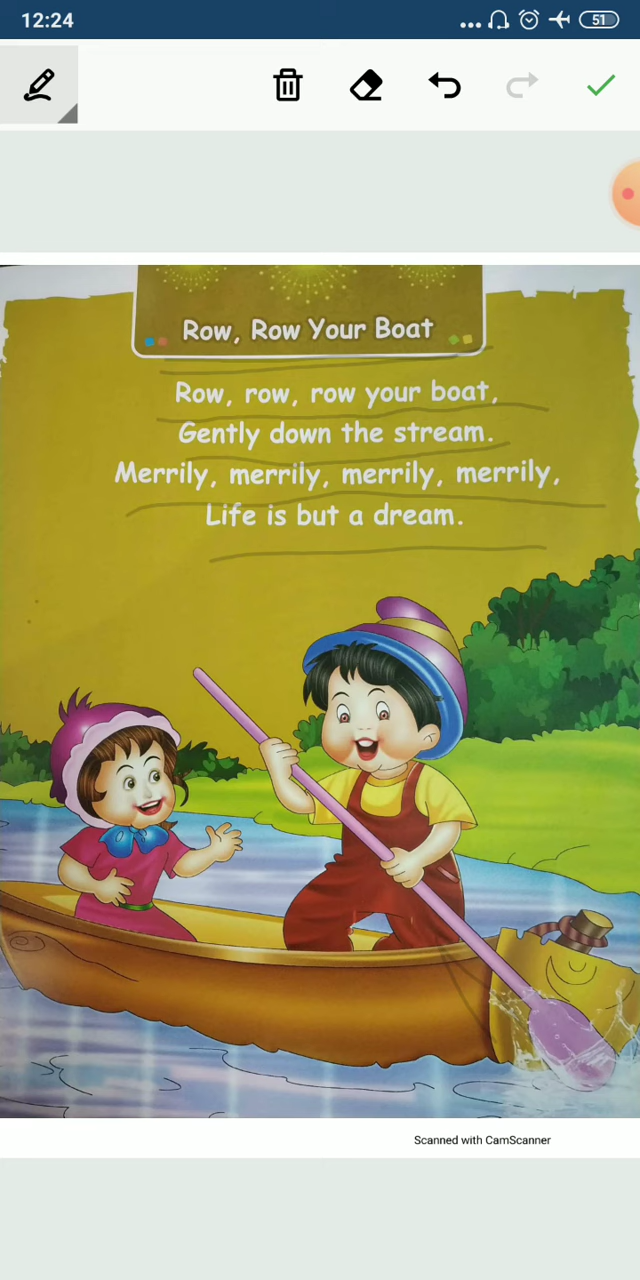 12:24
51
Row, Row Your Boat
Row, row, row your boat,
Gently down the stream.
Merrily, merrily, merrily, merrily,
Life is but a dream.
Scanned with CamScanner